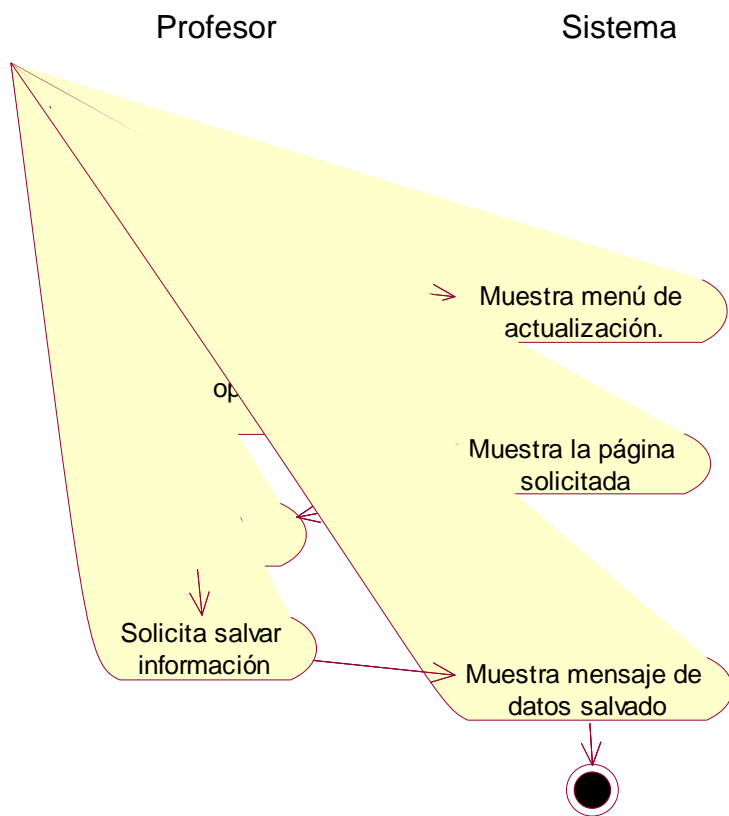 Profesor
Sistema
Muestra menú de
actualización.
Muestra la página
solicitada
Solicita salvar
información
Muestra mensaje de
datos salvado